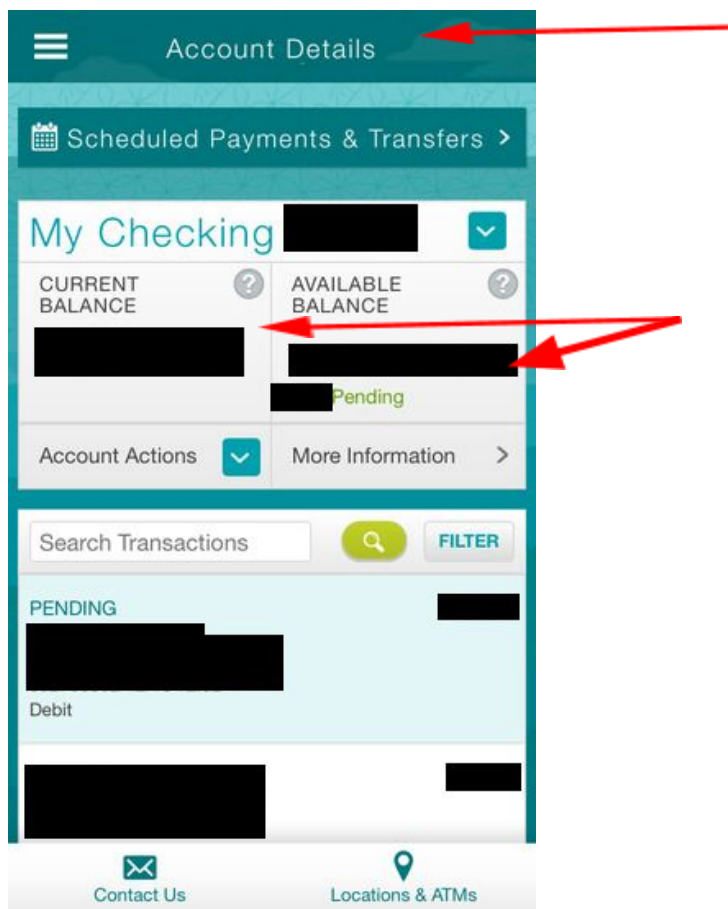 Account Details
Scheduled Payments & Transfers
My Checking
CURRENT BALANCE
AVAILABLE BALANCE
Pending
Account Actions
More Information
Search Transactions
FILTER
PENDING
Debit
Contact Us
Locations & ATMs